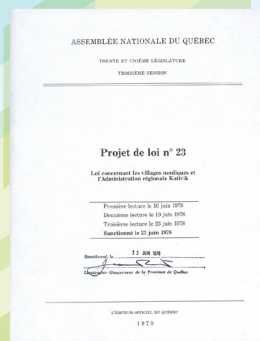 ASSEMBLÉE NATIONALE DU QUÉBEC
TRENTE ET UNIÈME LÉGISLATURE
TROISIÈME SESSION
Projet de loi n° 23
Loi concernant les villages nordiques et
l'Administration régionale Kativik
Première lecture le 16 juin 1978
Deuxième lecture le 19 juin 1978
Troisième lecture le 23 juin 1978
Sanctionné le 23 juin 1978
Sanctionné, le 23 JUN 1978
Gouverneur de la Province de Québec
L'ÉDITEUR OFFICIEL DU QUÉBEC
1978